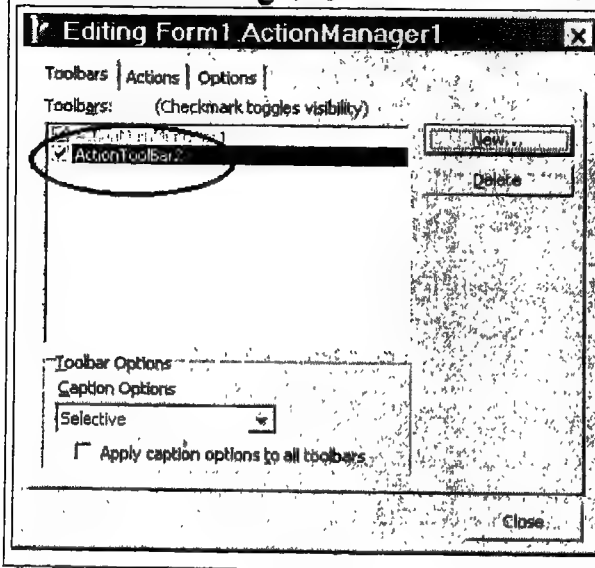 Editing Form1.ActionManager1
Toolbars Actions Options
Toolbars: (Checkmark toggles visibility)
ActionToolBar2
New...
Delete
Toolbar Options
Caption Options
Selective
Apply caption options to all toolbars
Close